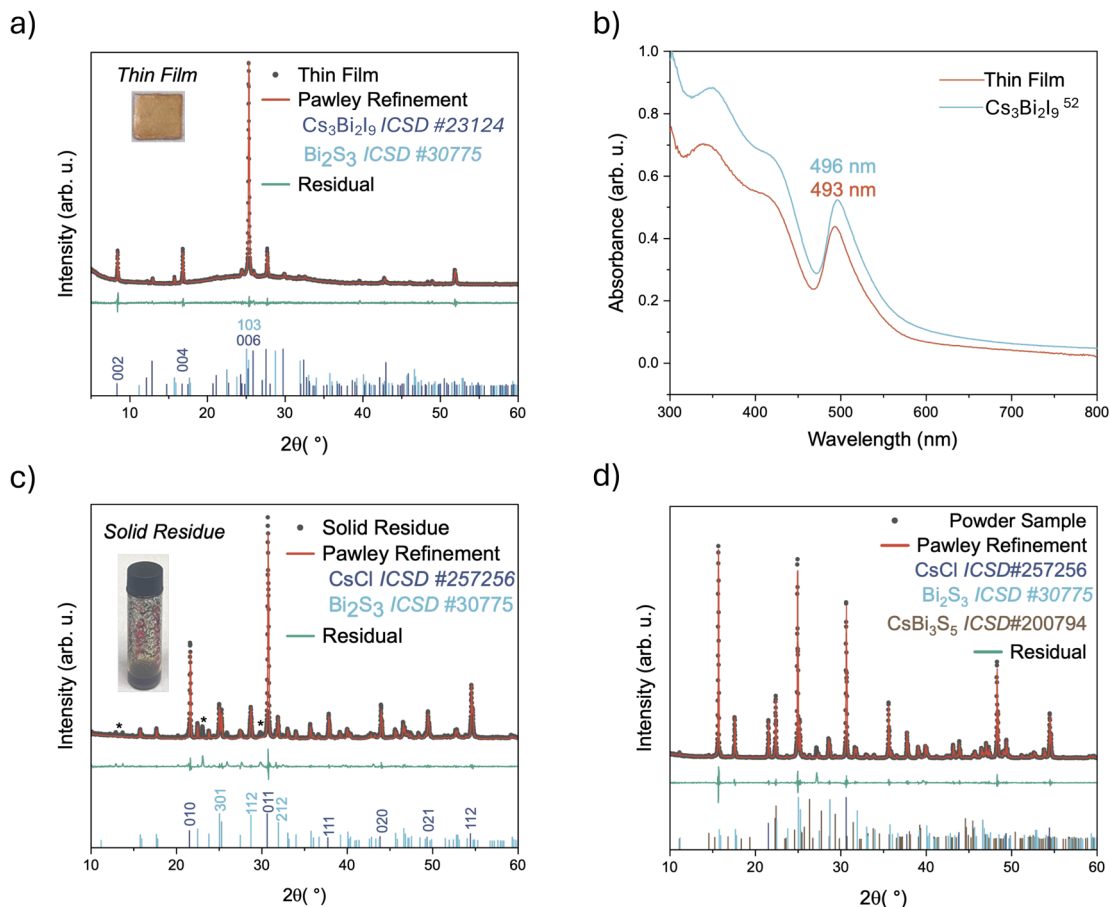 a)
Thin Film
Thin Film
Pawley Refinement
Cs3Bi2I9 ICSD #23124
Bi2S3 ICSD #30775
Residual
Intensity (arb. u.)
103
002
004
006
10 20 30 40 50 60
2θ( °)
b)
1.0
0.8
0.6
0.4
0.2
0.0
Thin Film
Cs3Bi2I9 52
496 nm
493 nm
Absorbance (arb. u.)
300 400 500 600 700 800
Wavelength (nm)
c)
Solid Residue
Solid Residue
Pawley Refinement
CsCl ICSD #257256
Bi2S3 ICSD #30775
Residual
Intensity (arb. u.)
* * *
010
301
112
011
212
111
020
021
112
10 20 30 40 50 60
2θ( °)
d)
Powder Sample
Pawley Refinement
CsCl ICSD#257256
Bi2S3 ICSD #30775
CsBi3S5 ICSD#200794
Residual
Intensity (arb. u.)
10 20 30 40 50 60
2θ( °)